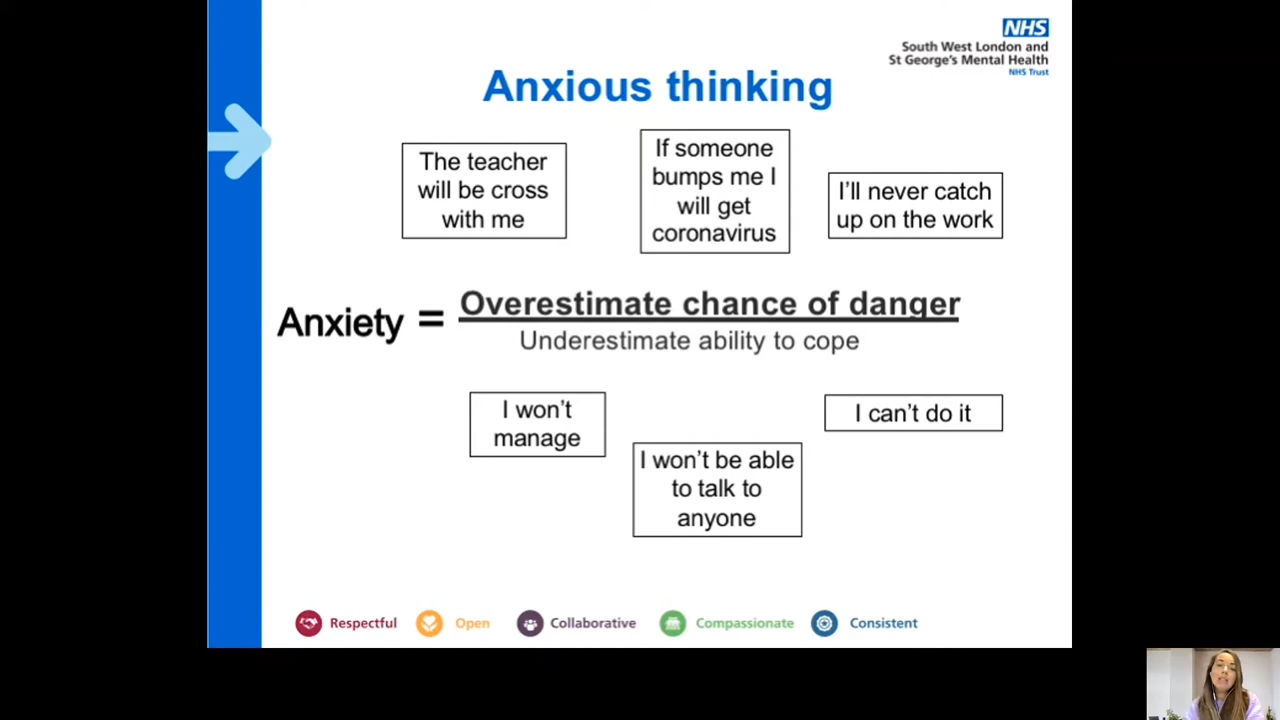 NHS
South West London and
St George's Mental Health
NHS Trust
Anxious thinking
The teacher
will be cross
with me
If someone
bumps me I
will get
coronavirus
I'll never catch
up on the work
Anxiety = Overestimate chance of danger
Underestimate ability to cope
I won't
manage
I won't be able
to talk to
anyone
I can't do it
Respectful Open Collaborative Compassionate Consistent